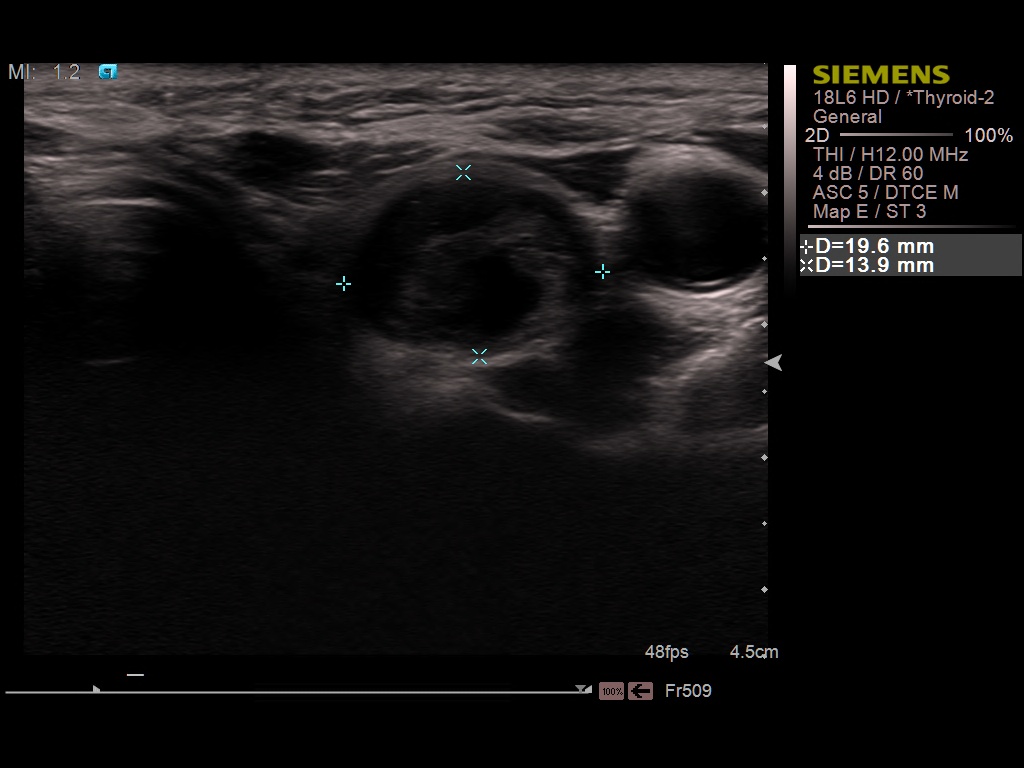 MI: 1.2
SIEMENS
18L6 HD / *Thyroid-2
General
2D 100%
THI / H12.00 MHz
4 dB / DR 60
ASC 5 / DTCE M
Map E / ST 3
D=19.6 mm
D=13.9 mm
48fps 4.5cm
100% Fr509